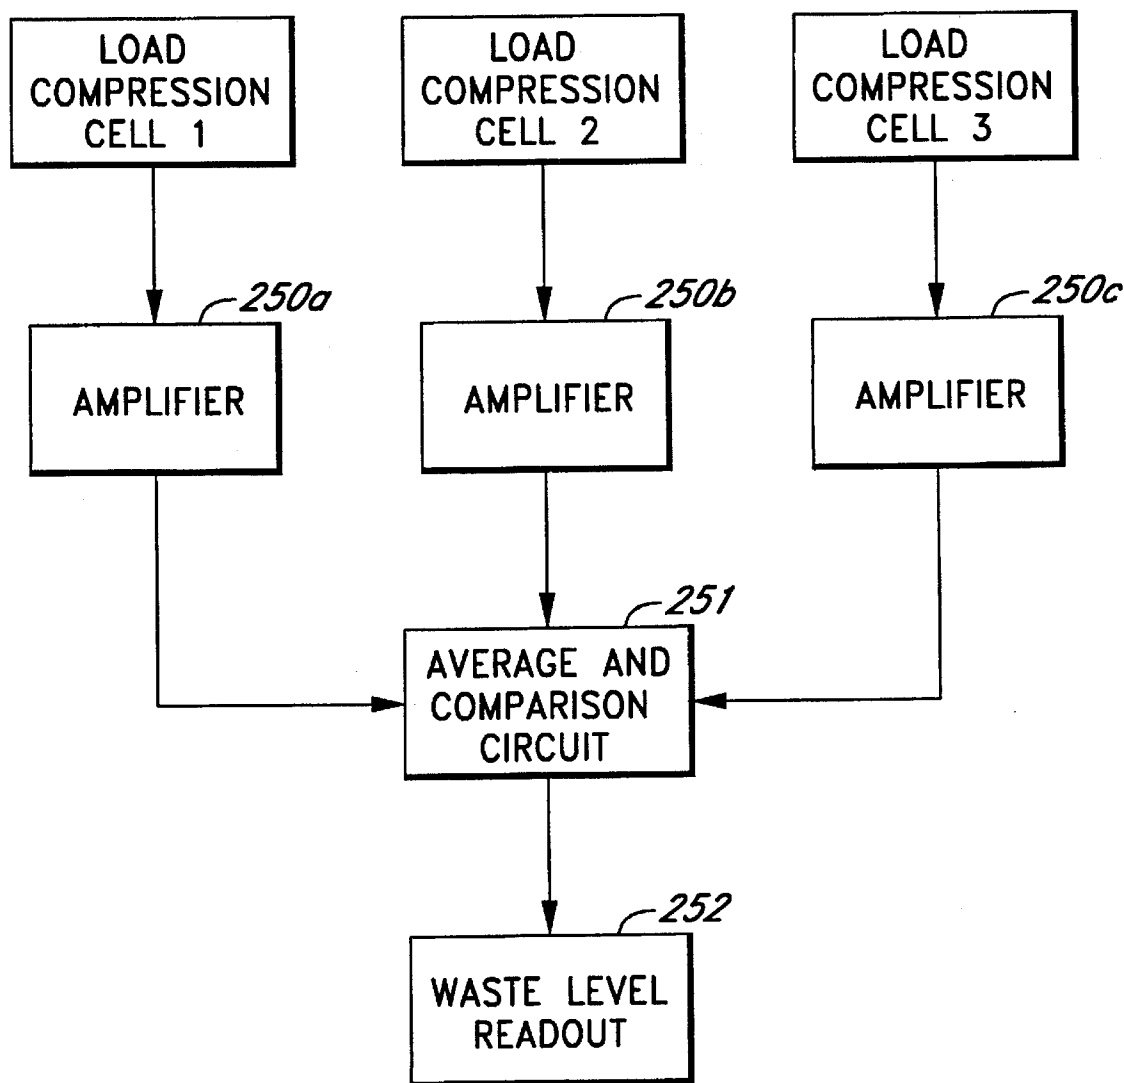 LOAD
COMPRESSION
CELL 1
LOAD
COMPRESSION
CELL 2
LOAD
COMPRESSION
CELL 3
250a
AMPLIFIER
250b
AMPLIFIER
250c
AMPLIFIER
251
AVERAGE AND
COMPARISON
CIRCUIT
252
WASTE LEVEL
READOUT